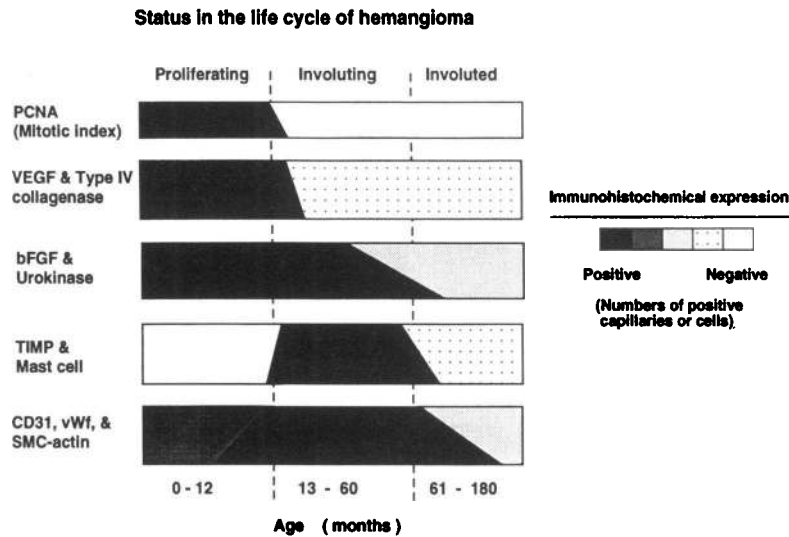 Status in the life cycle of hemangioma
Proliferating Involuting Involuted
PCNA
(Mitotic index)
VEGF & Type IV
collagenase
bFGF &
Urokinase
TIMP &
Mast cell
CD31, vWf, &
SMC-actin
0-12 13 - 60 61 - 180
Age ( months )
Immunohistochemical expression
Positive Negative
(Numbers of positive
capillaries or cells).